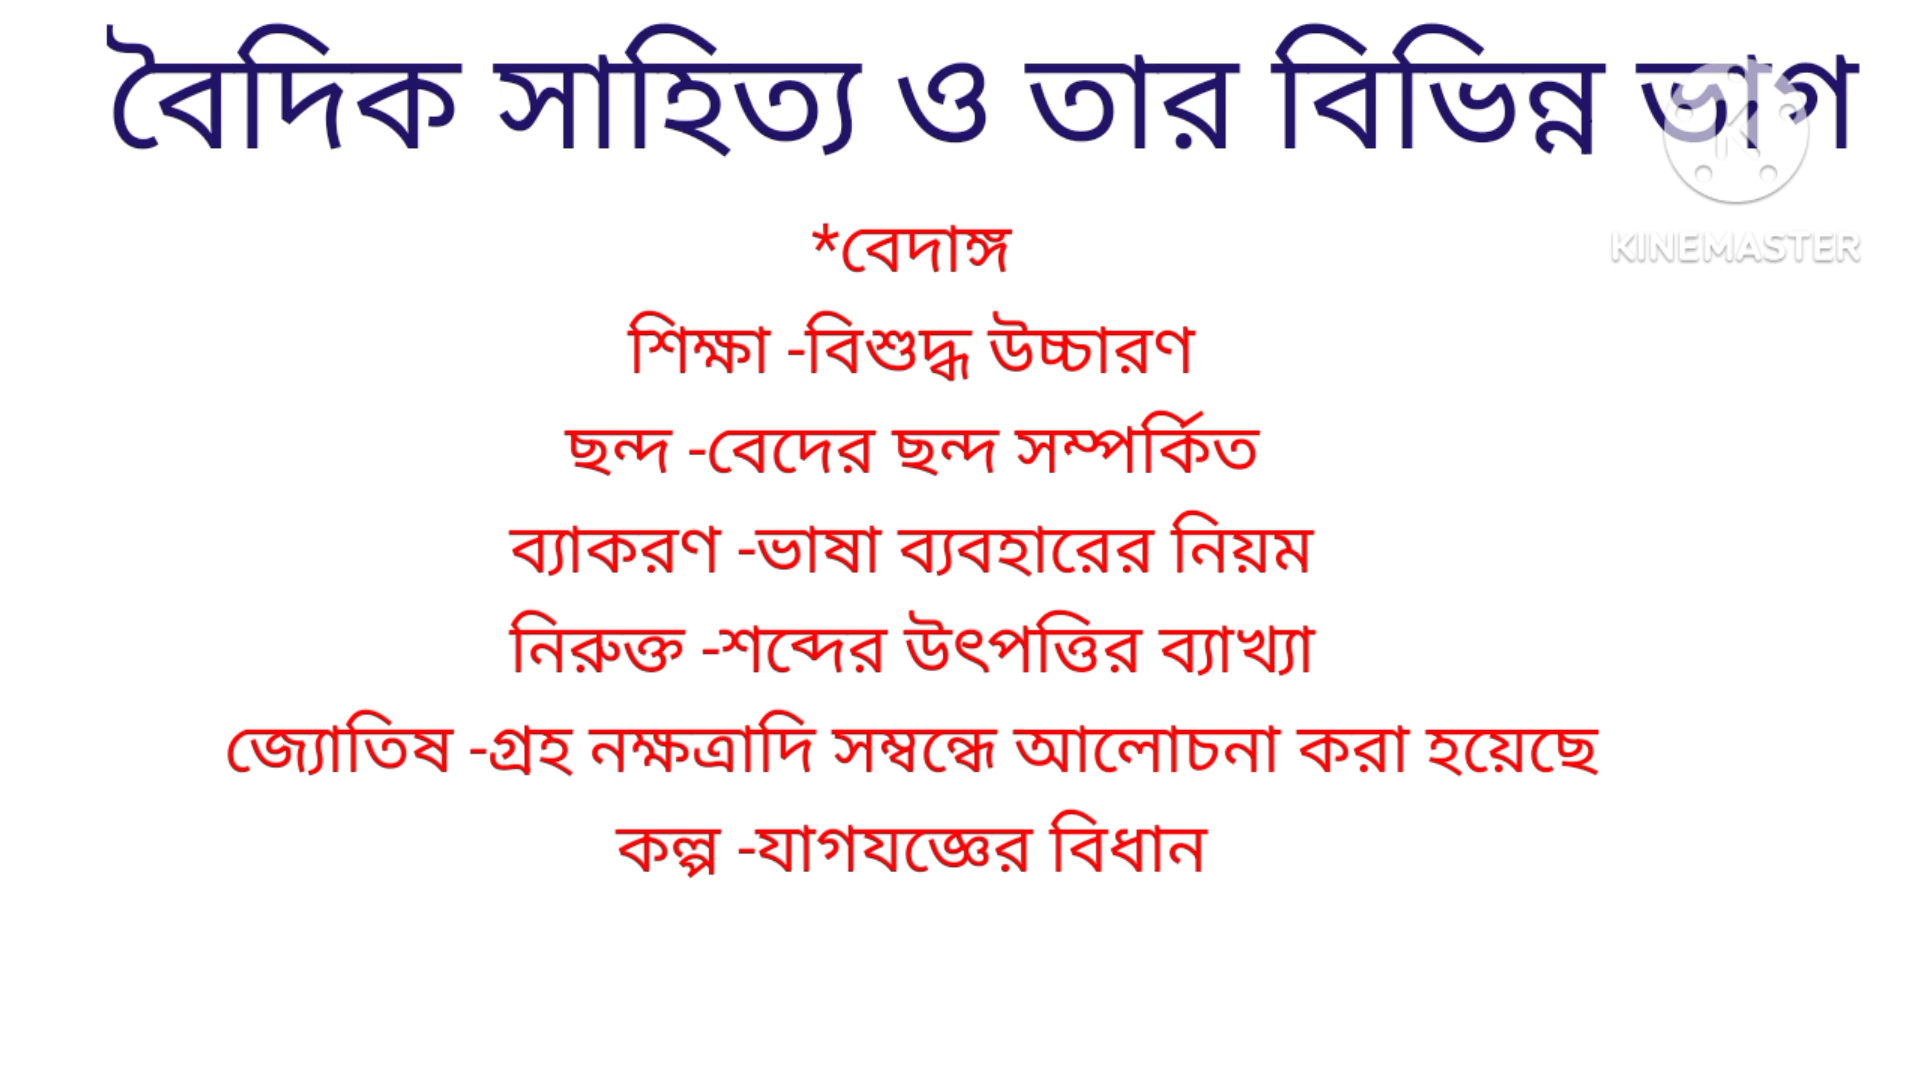 বৈদিক সাহিত্য ও তার বিভিন্ন ভাগ
KINEMASTER
*বেদাঙ্গ
শিক্ষা -বিশুদ্ধ উচ্চারণ
ছন্দ -বেদের ছন্দ সম্পর্কিত
ব্যাকরণ -ভাষা ব্যবহারের নিয়ম
নিরুক্ত -শব্দের উৎপত্তির ব্যাখ্যা
জ্যোতিষ -গ্রহ নক্ষত্রাদি সম্বন্ধে আলোচনা করা হয়েছে
কল্প -যাগযজ্ঞের বিধান